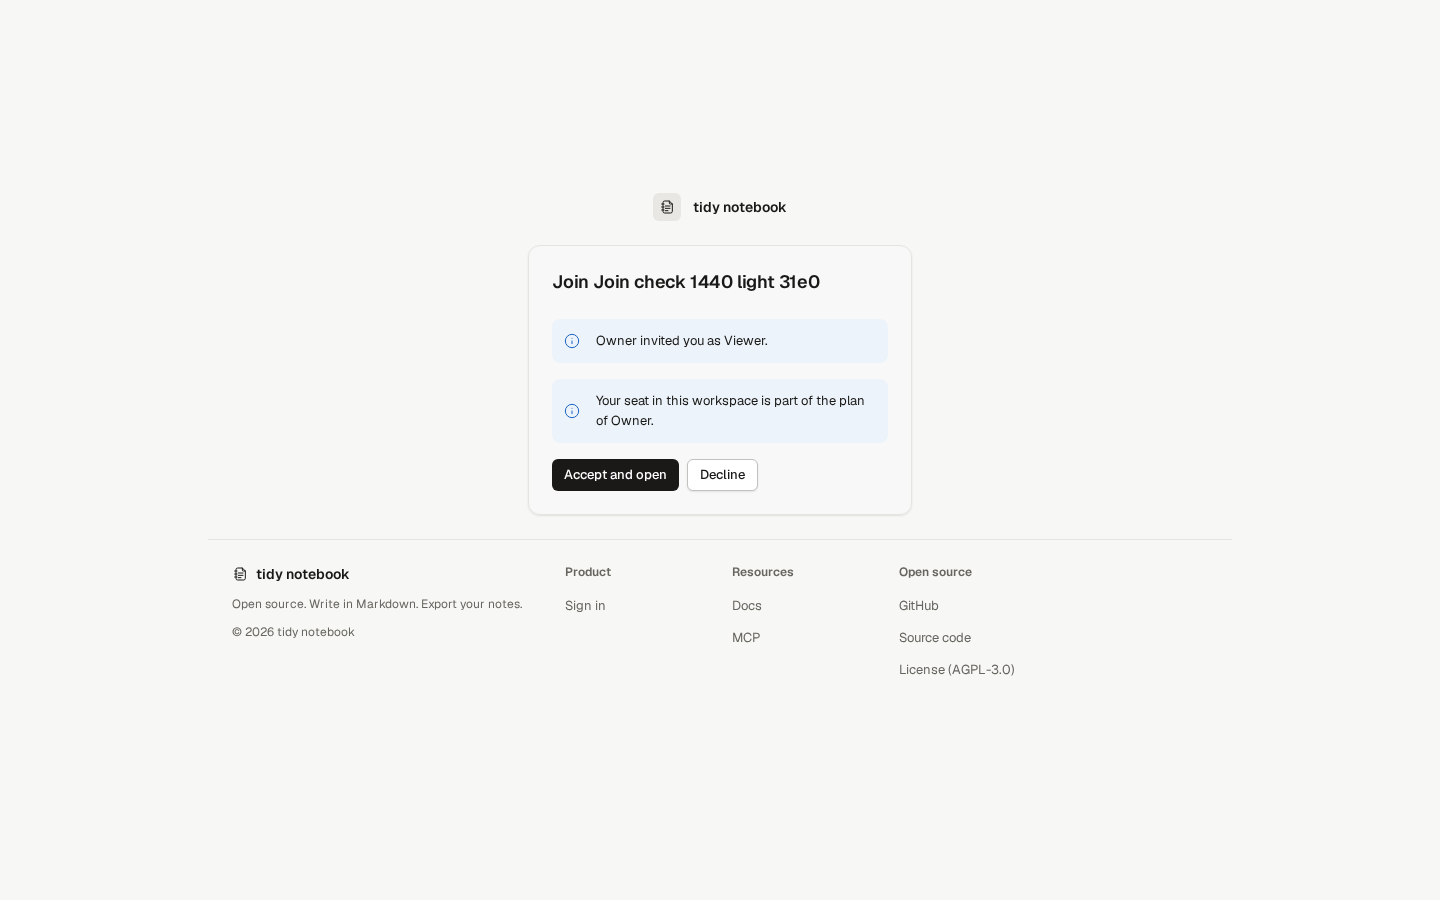 tidy notebook
Join Join check 1440 light 31e0
Owner invited you as Viewer.
Your seat in this workspace is part of the plan
of Owner.
Accept and open
Decline
tidy notebook
Open source. Write in Markdown. Export your notes.
© 2026 tidy notebook
Product
Sign in
Resources
Docs
MCP
Open source
GitHub
Source code
License (AGPL-3.0)